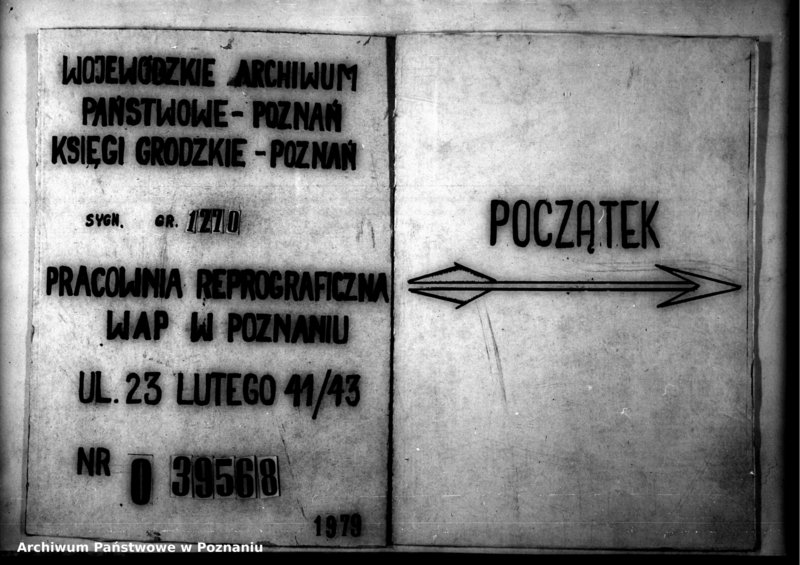 WOJEWÓDZKIE ARCHIWUM
PAŃSTWOWE - POZNAŃ
KSIĘGI GRODZKIE - POZNAŃ
SYGN. GR. 1270
PRACOWNIA REPROGRAFICZNA
WAP W POZNANIU
UL. 23 LUTEGO 41/43
NR 0 39568
1979
POCZĄTEK
Archiwum Państwowe w Poznaniu